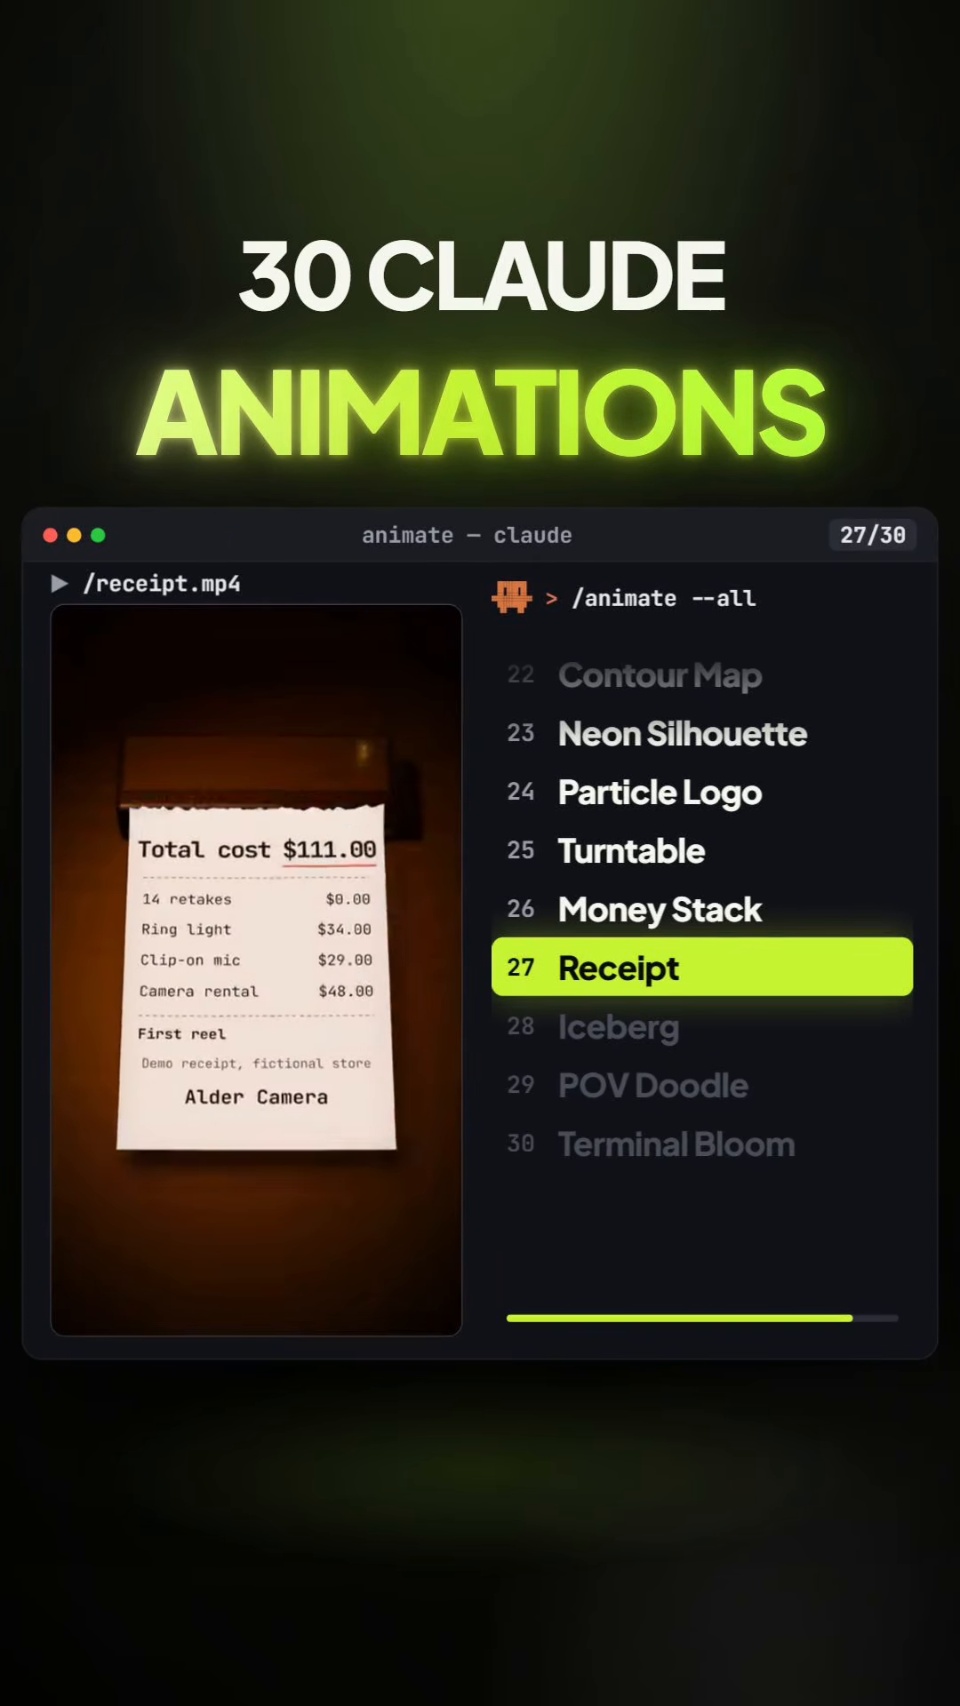 30 CLAUDE
ANIMATIONS
animate — claude
27/30
▶ /receipt.mp4
Total cost $111.00
14 retakes $0.00
Ring light $34.00
Clip-on mic $29.00
Camera rental $48.00
First reel
Demo receipt, fictional store
Alder Camera
> /animate --all
22 Contour Map
23 Neon Silhouette
24 Particle Logo
25 Turntable
26 Money Stack
27 Receipt
28 Iceberg
29 POV Doodle
30 Terminal Bloom